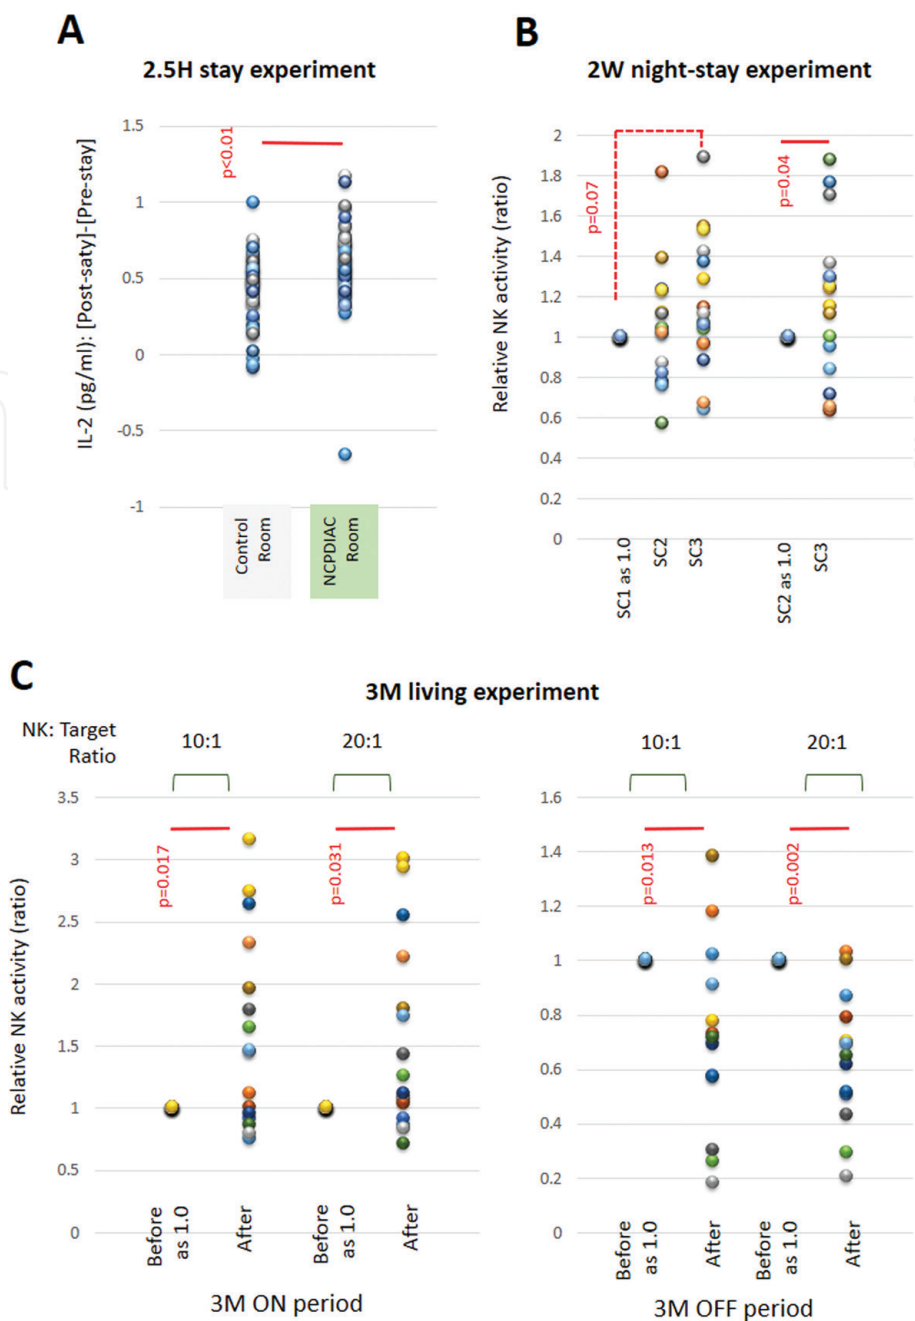 A
2.5H stay experiment
IL-2 (pg/ml): [Post-saty]-[Pre-stay]
1.5
1
0.5
0
-0.5
-1
p<0.01
Control
Room
NCPDIAC
Room
B
2W night-stay experiment
Relative NK activity (ratio)
2
1.8
1.6
1.4
1.2
1
0.8
0.6
0.4
0.2
0
p=0.07
p=0.04
SC1 as 1.0
SC2
SC3
SC2 as 1.0
SC3
C
3M living experiment
NK: Target
Ratio
10:1
20:1
Relative NK activity (ratio)
3.5
3
2.5
2
1.5
1
0.5
0
p=0.017
p=0.031
Before
as 1.0
After
Before
as 1.0
After
3M ON period
10:1
20:1
1.6
1.4
1.2
1
0.8
0.6
0.4
0.2
0
p=0.013
p=0.002
Before
as 1.0
After
Before
as 1.0
After
3M OFF period